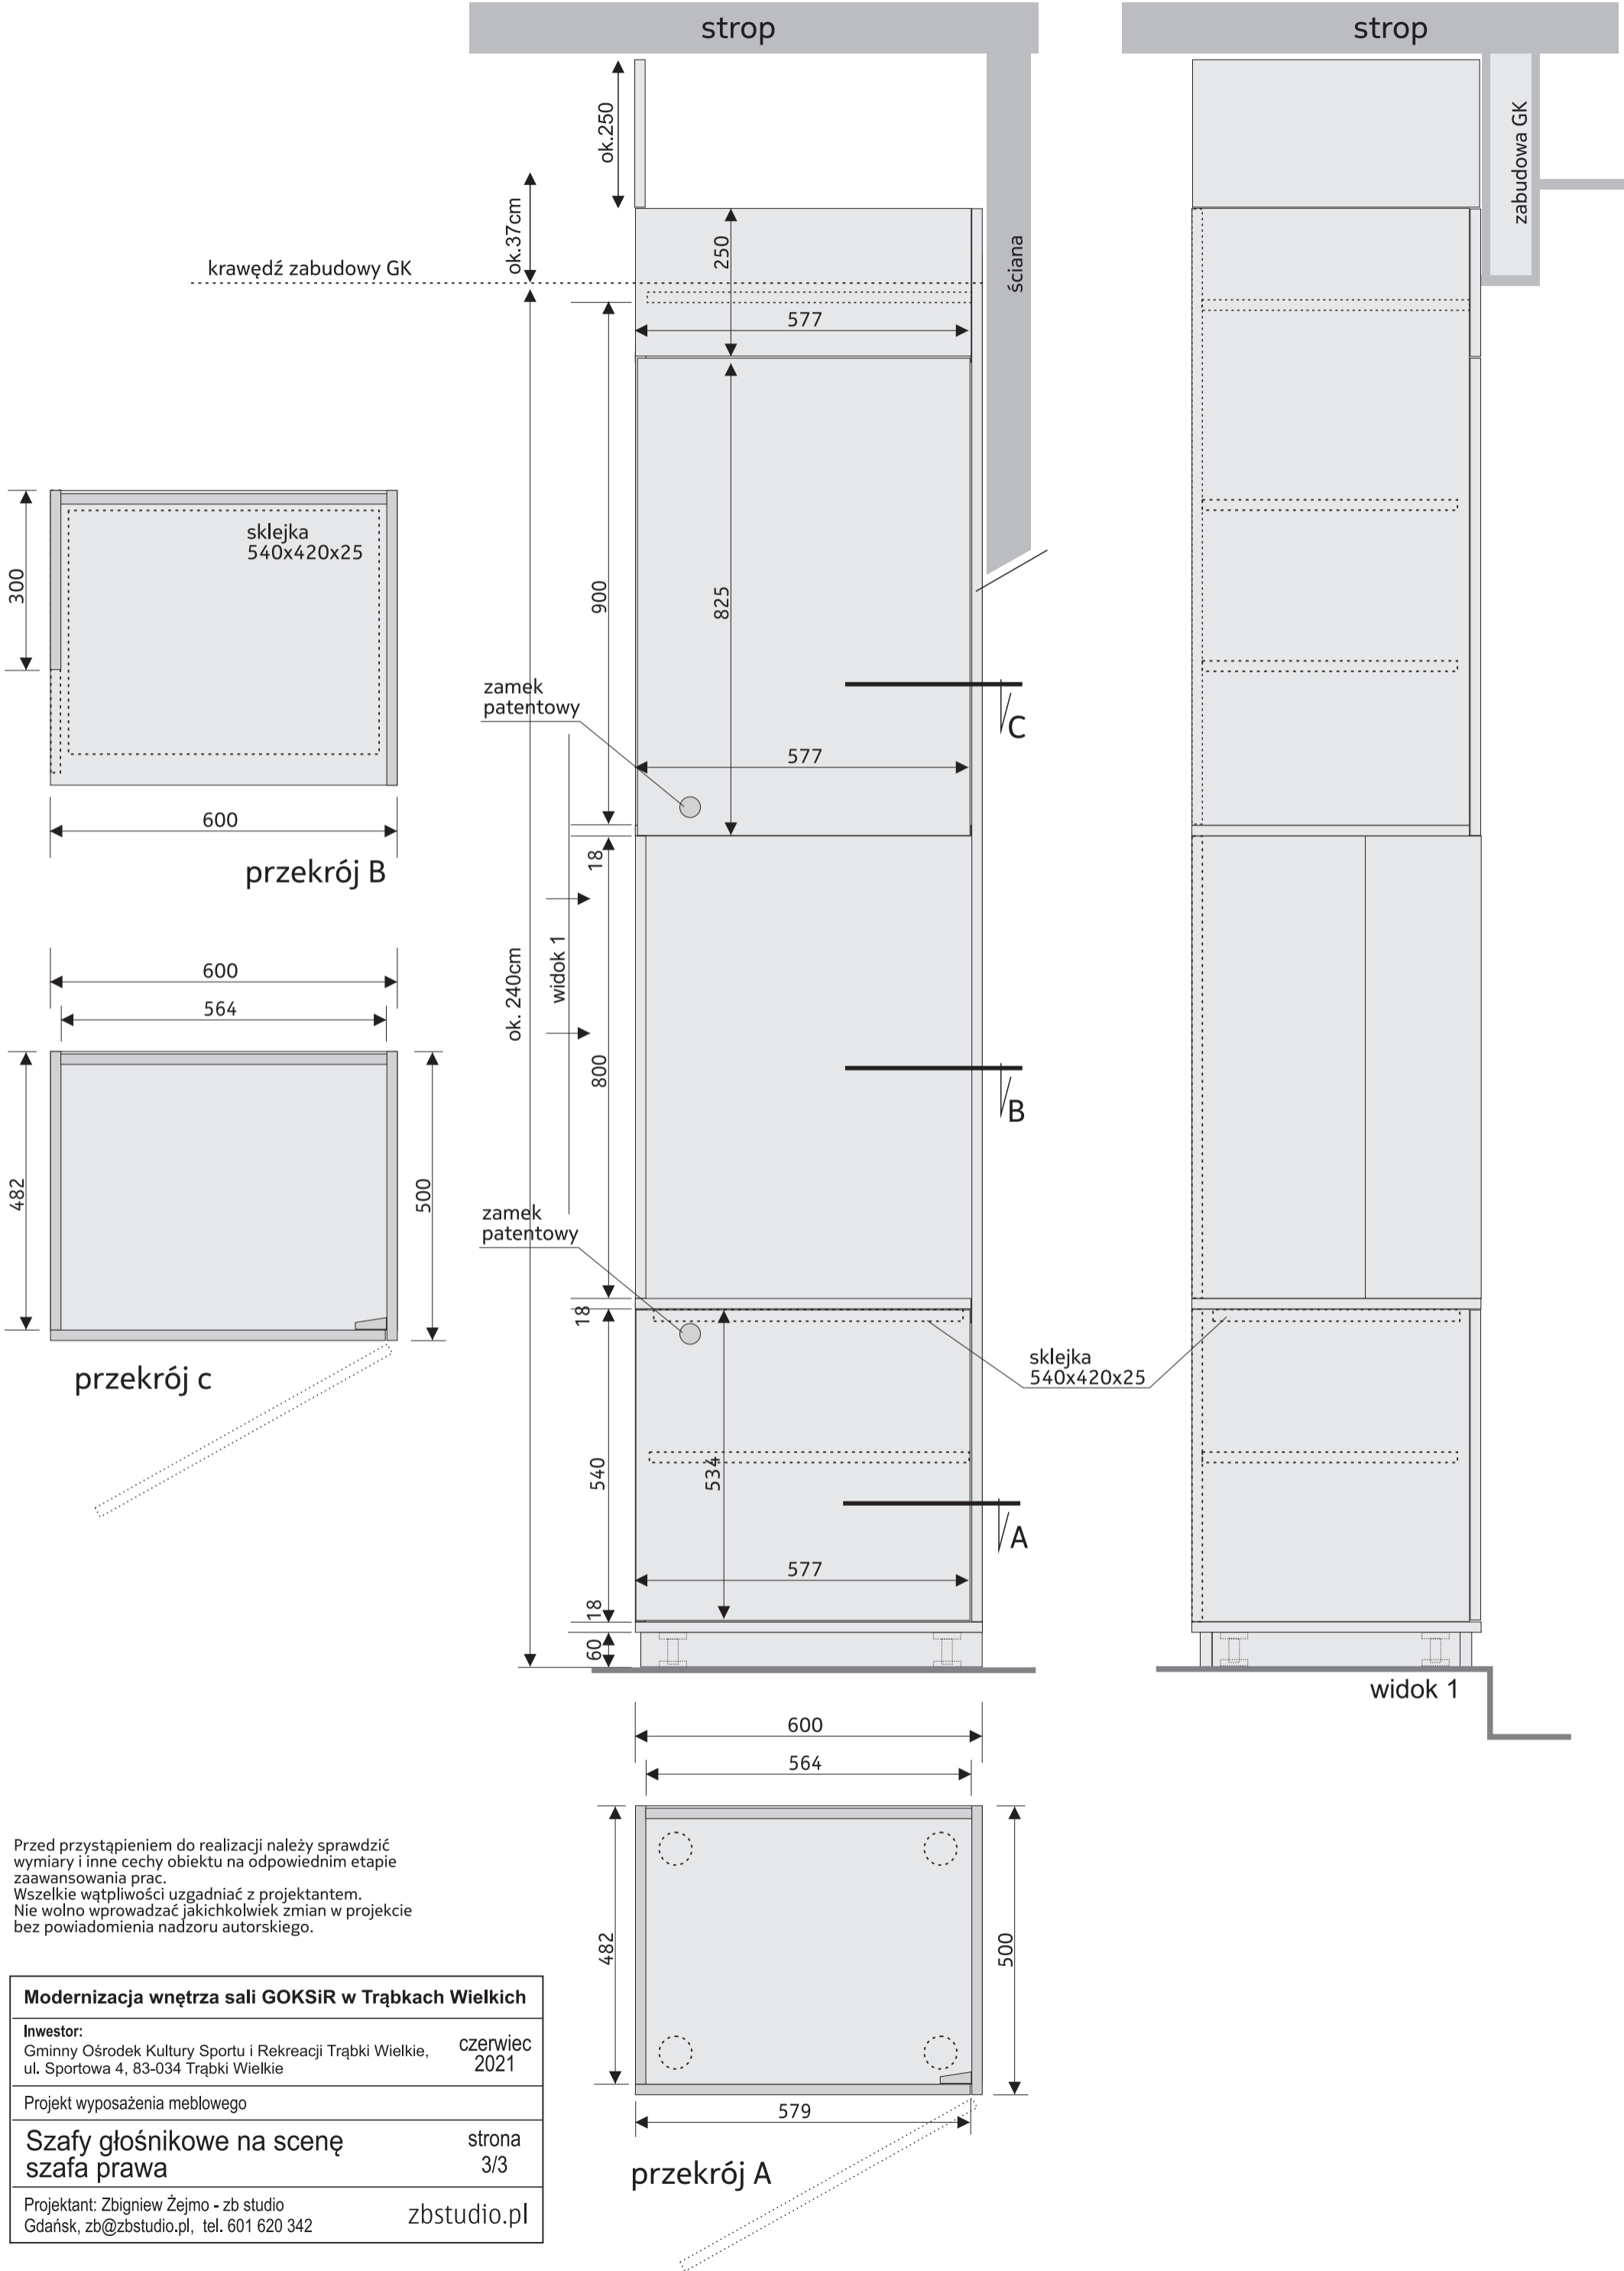 strop
strop
ok.250
zabudowa GK
ok.37cm
250
ściana
krawędź zabudowy GK
577
sklejka
540x420x25
300
900
825
zamek
patentowy
C
577
600
przekrój B
18
widok 1
ok. 240cm
600
564
800
B
482
500
zamek
patentowy
18
sklejka
540x420x25
przekrój c
540
534
A
577
18
60
widok 1
600
564
482
500
579
przekrój A
Przed przystąpieniem do realizacji należy sprawdzić
wymiary i inne cechy obiektu na odpowiednim etapie
zaawansowania prac.
Wszelkie wątpliwości uzgadniać z projektantem.
Nie wolno wprowadzać jakichkolwiek zmian w projekcie
bez powiadomienia nadzoru autorskiego.
Modernizacja wnętrza sali GOKSiR w Trąbkach Wielkich
Inwestor:
Gminny Ośrodek Kultury Sportu i Rekreacji Trąbki Wielkie,
ul. Sportowa 4, 83-034 Trąbki Wielkie
czerwiec
2021
Projekt wyposażenia meblowego
Szafy głośnikowe na scenę
szafa prawa
strona
3/3
Projektant: Zbigniew Żejmo - zb studio
Gdańsk, zb@zbstudio.pl, tel. 601 620 342
zbstudio.pl